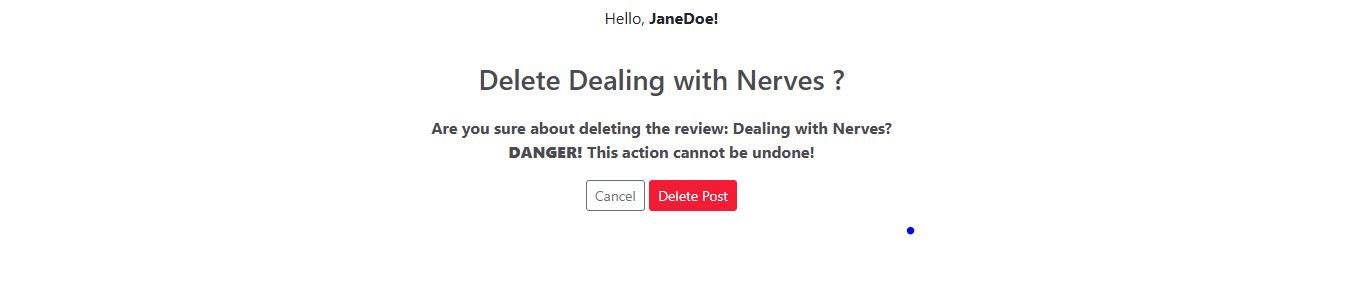 Hello, JaneDoe!
Delete Dealing with Nerves ?
Are you sure about deleting the review: Dealing with Nerves?
DANGER! This action cannot be undone!
Cancel Delete Post